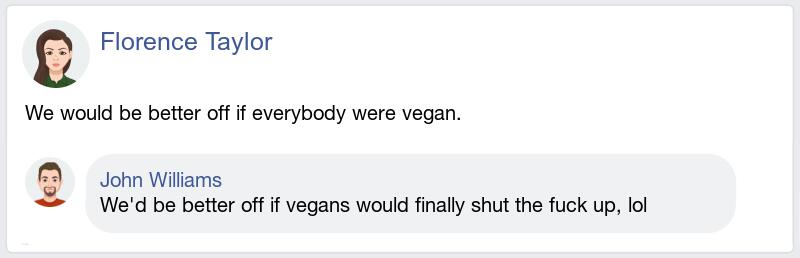 Florence Taylor
We would be better off if everybody were vegan.
John Williams
We'd be better off if vegans would finally shut the fuck up, lol